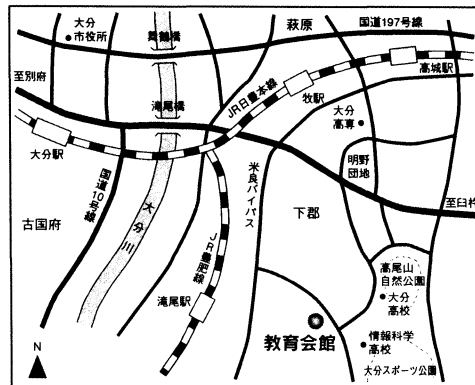 大分
市役所
舞鶴橋
萩原
国道197号線
高城駅
至別府
滝尾橋
JR日豊本線
牧駅
大分
高専
大分駅
明野
団地
国道10号線
大分川
米良バイパス
下郡
至臼杵
古国府
JR豊肥線
高尾山
自然公園
大分
高校
滝尾駅
教育会館
情報科学
高校
大分スポーツ公園
N